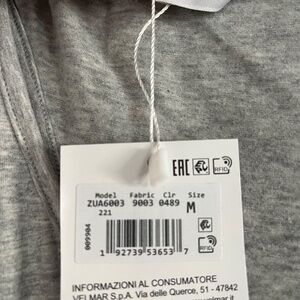 EAC
RFID
Model Fabric Clr Size
ZUA6003 9003 0489 M
221
009904
1 92739 53653 7
RFID
INFORMAZIONI AL CONSUMATORE
VELMAR S.p.A. Via delle
Querce, 51 - 47842